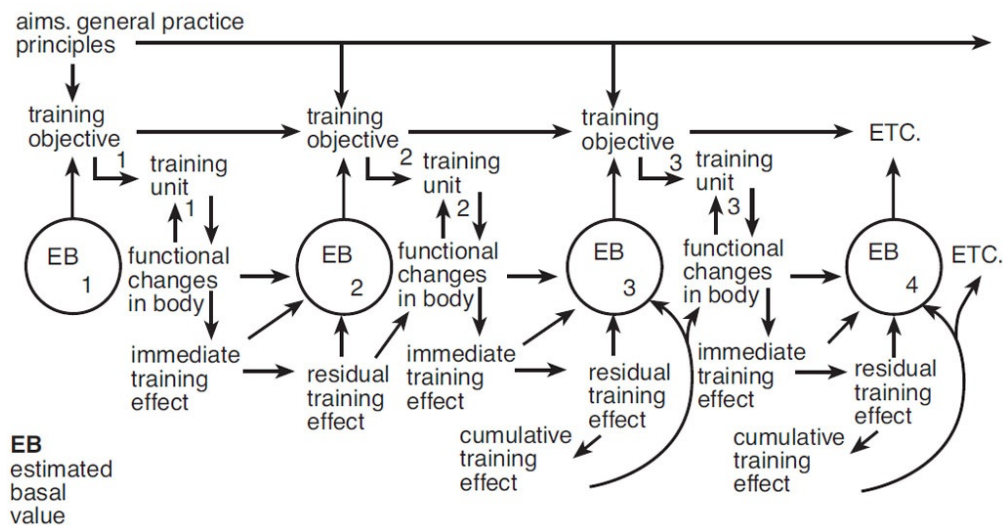 aims. general practice
principles
training
objective
1
training
unit
1
EB
1
functional
changes
in body
immediate
training
effect
training
objective
2
training
unit
2
EB
2
functional
changes
in body
residual
training
effect
immediate
training
effect
training
objective
3
training
unit
3
EB
3
functional
changes
in body
residual
training
effect
cumulative
training
effect
immediate
training
effect
ETC.
EB
4
ETC.
residual
training
effect
cumulative
training
effect
EB
estimated
basal
value